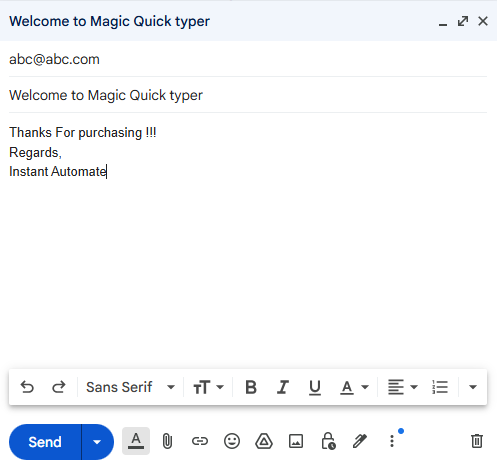 Welcome to Magic Quick typer
abc@abc.com
Welcome to Magic Quick typer
Thanks For purchasing !!!
Regards,
Instant Automate
Sans Serif
B I U A
Send
A